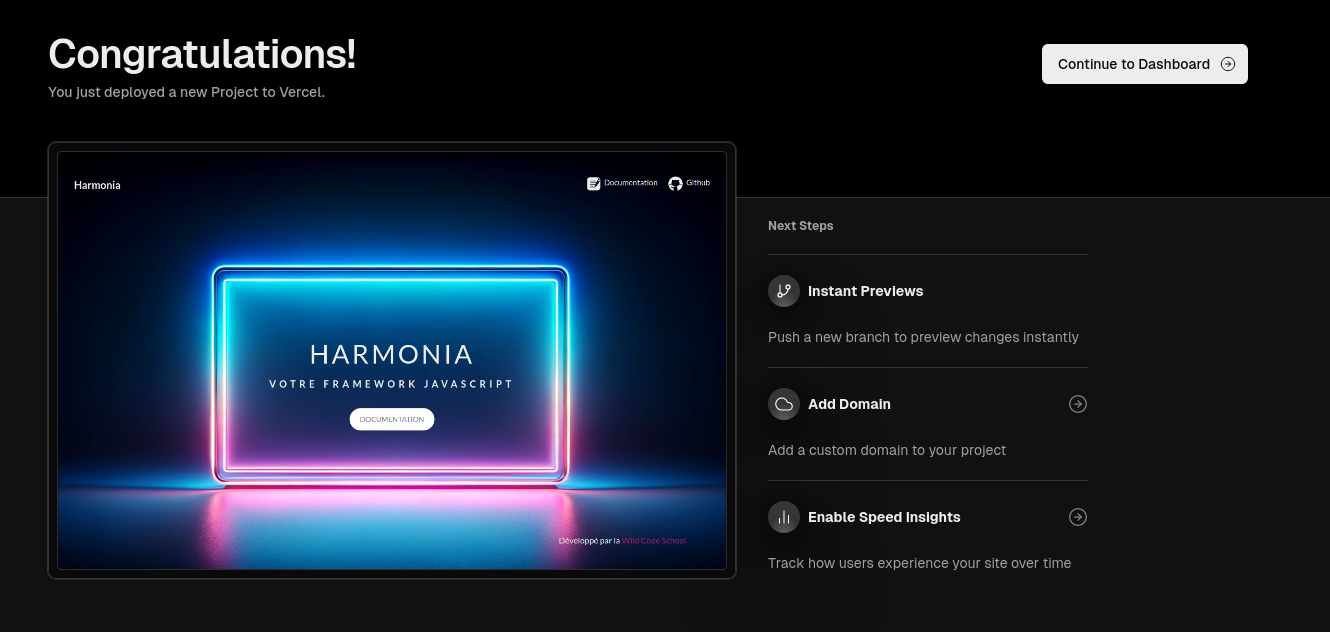 Congratulations!
You just deployed a new Project to Vercel.
Continue to Dashboard
Harmonia
Documentation
Github
HARMONIA
VOTRE FRAMEWORK JAVASCRIPT
DOCUMENTATION
Développé par la Wild Code School
Next Steps
Instant Previews
Push a new branch to preview changes instantly
Add Domain
Add a custom domain to your project
Enable Speed Insights
Track how users experience your site over time